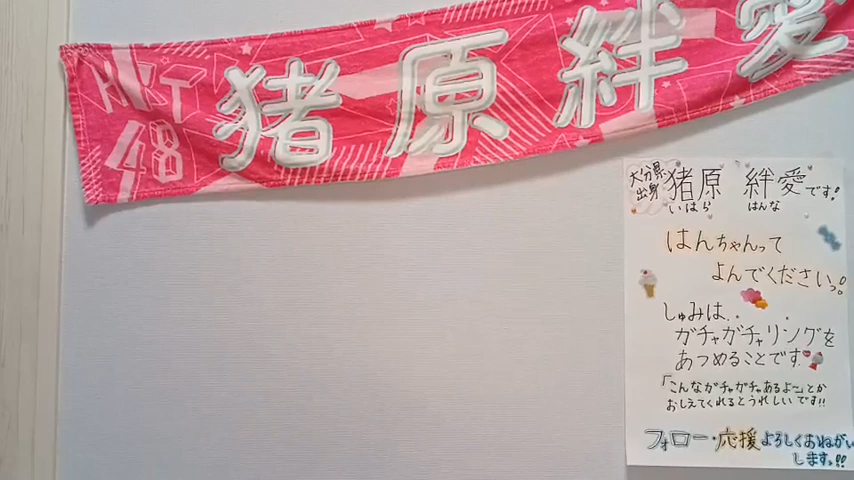 HKT
48
猪原絆愛
大分県
出身
猪原 絆愛です!
いはら はんな
はんちゃんって
よんでくださいっ!
しゅみは..
ガチャガチャリングを
あつめることです
「こんなガチャガチャあるよ〜」とか
おしえてくれるとうれしいです!!
フォロー・応援よろしくおねがい
しますっ!!